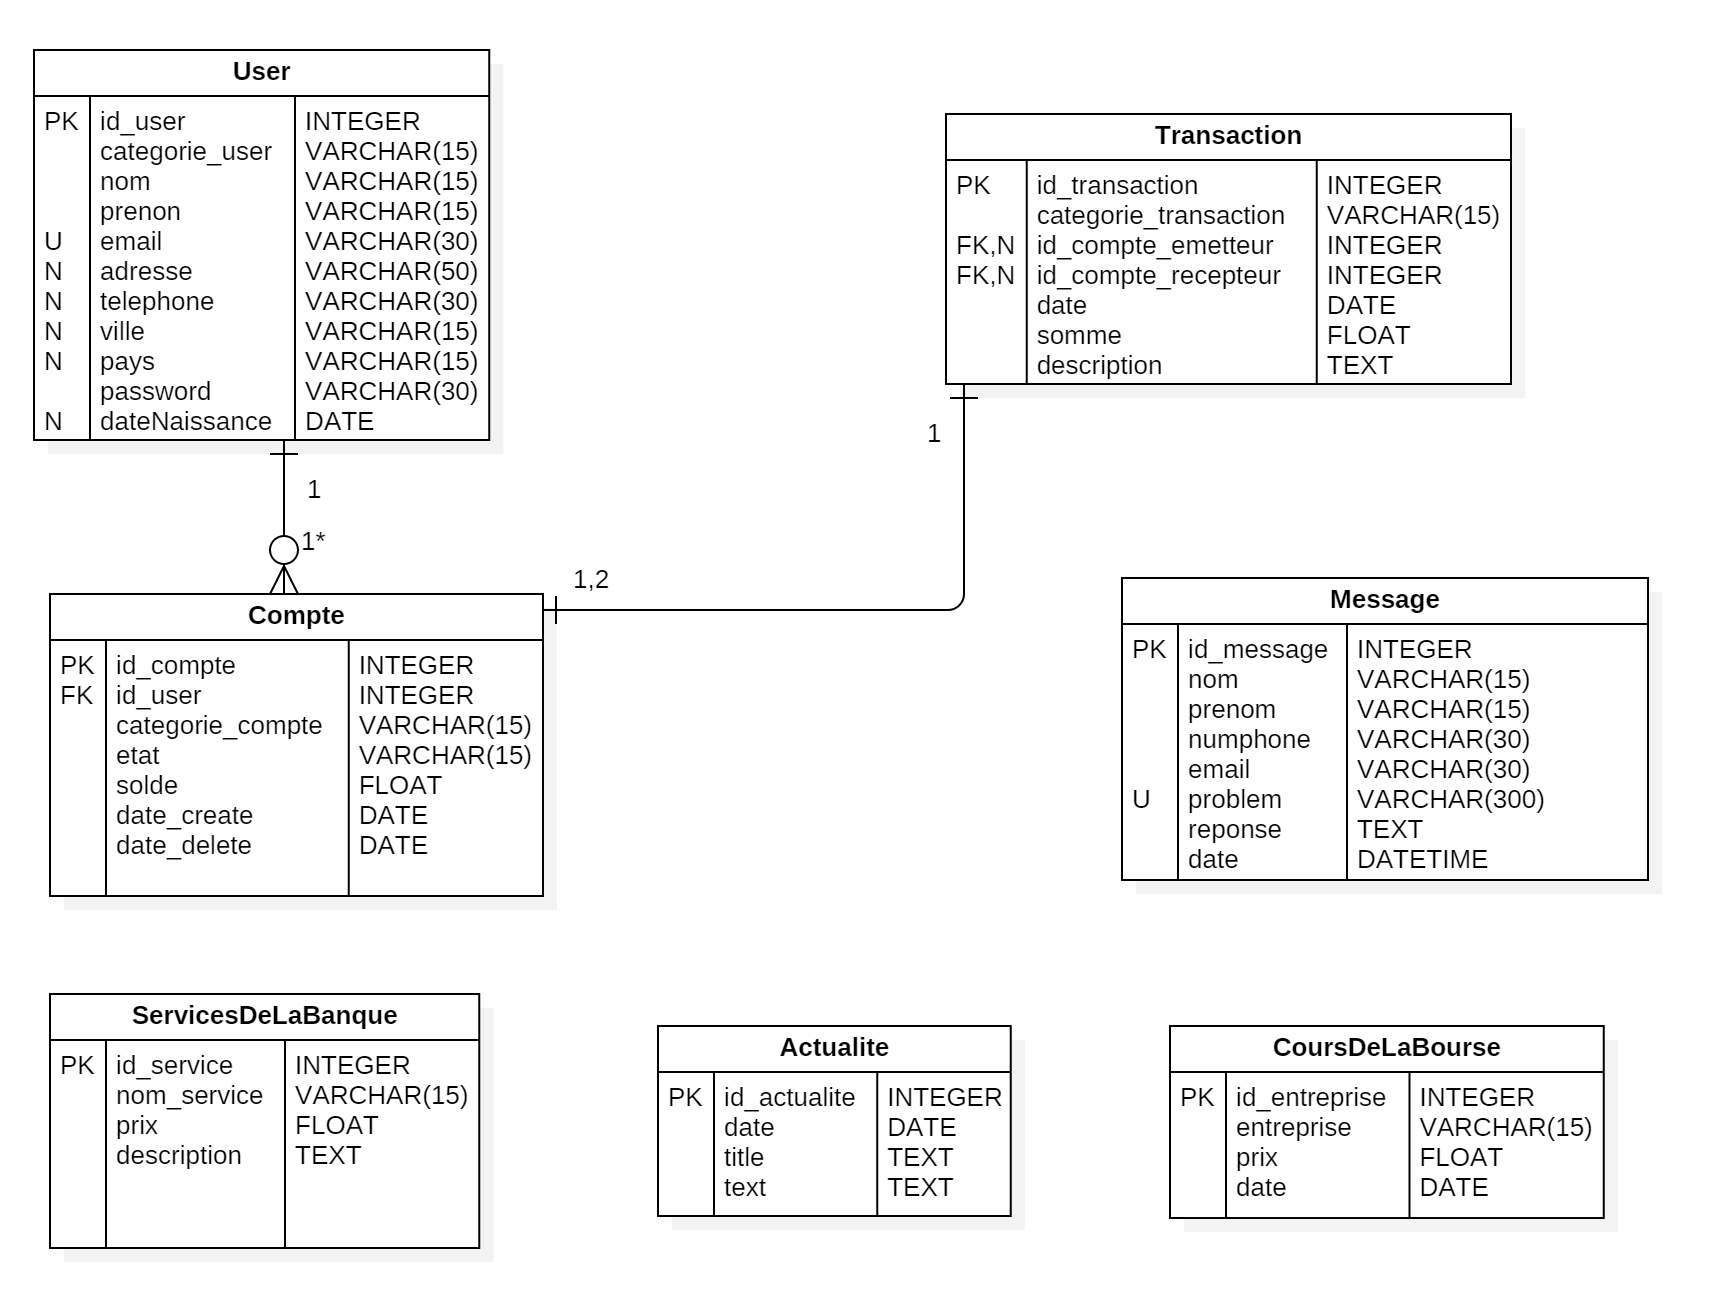 User
PK id_user INTEGER
categorie_user VARCHAR(15)
nom VARCHAR(15)
prenon VARCHAR(15)
U email VARCHAR(30)
N adresse VARCHAR(50)
N telephone VARCHAR(30)
N ville VARCHAR(15)
N pays VARCHAR(15)
password VARCHAR(30)
N dateNaissance DATE
Transaction
PK id_transaction INTEGER
categorie_transaction VARCHAR(15)
FK,N id_compte_emetteur INTEGER
FK,N id_compte_recepteur INTEGER
date DATE
somme FLOAT
description TEXT
1
1
1*
1,2
Compte
PK id_compte INTEGER
FK id_user INTEGER
categorie_compte VARCHAR(15)
etat VARCHAR(15)
solde FLOAT
date_create DATE
date_delete DATE
Message
PK id_message INTEGER
nom VARCHAR(15)
prenom VARCHAR(15)
numphone VARCHAR(30)
email VARCHAR(30)
U problem VARCHAR(300)
reponse TEXT
date DATETIME
ServicesDeLaBanque
PK id_service INTEGER
nom_service VARCHAR(15)
prix FLOAT
description TEXT
Actualite
PK id_actualite INTEGER
date DATE
title TEXT
text TEXT
CoursDeLaBourse
PK id_entreprise INTEGER
entreprise VARCHAR(15)
prix FLOAT
date DATE